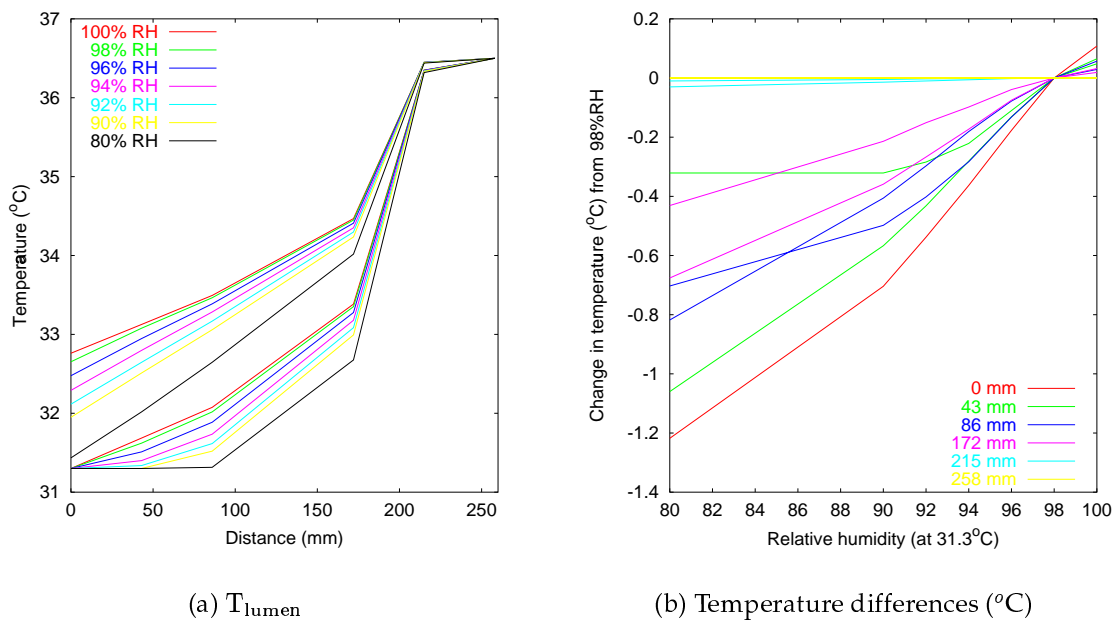 37
36
35
34
33
32
31
0
50
100
150
200
250
Temperature (°C)
Distance (mm)
100% RH
98% RH
96% RH
94% RH
92% RH
90% RH
80% RH
(a) T_lumen
0.2
0
-0.2
-0.4
-0.6
-0.8
-1
-1.2
-1.4
80
82
84
86
88
90
92
94
96
98
100
Change in temperature (°C) from 98%RH
Relative humidity (at 31.3°C)
0 mm
43 mm
86 mm
172 mm
215 mm
258 mm
(b) Temperature differences (°C)